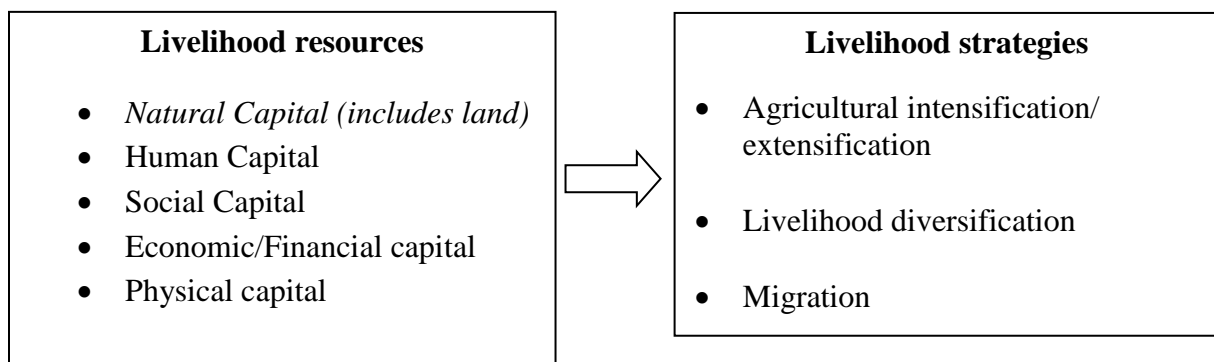 Livelihood resources
• Natural Capital (includes land)
• Human Capital
• Social Capital
• Economic/Financial capital
• Physical capital
Livelihood strategies
• Agricultural intensification/
extensification
• Livelihood diversification
• Migration